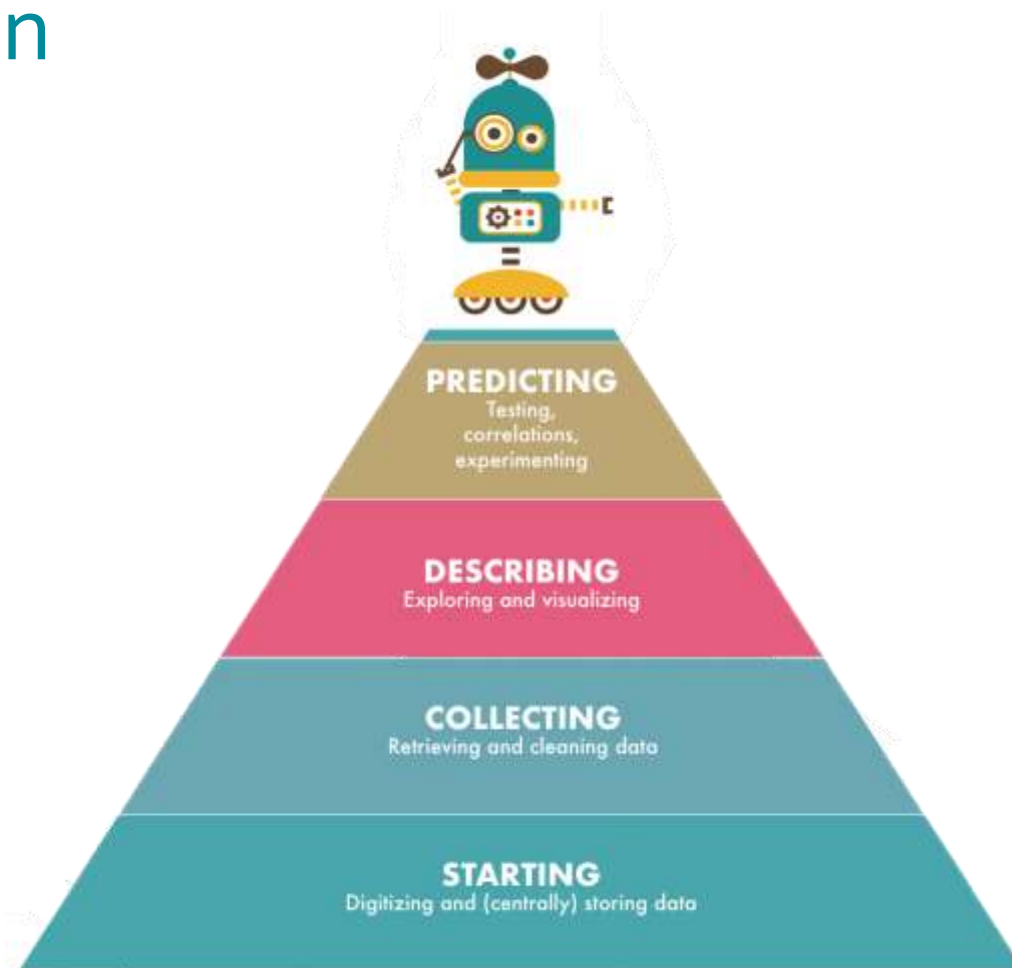 n
PREDICTING
Testing,
correlations,
experimenting
DESCRIBING
Exploring and visualizing
COLLECTING
Retrieving and cleaning data
STARTING
Digitizing and (centrally) storing data